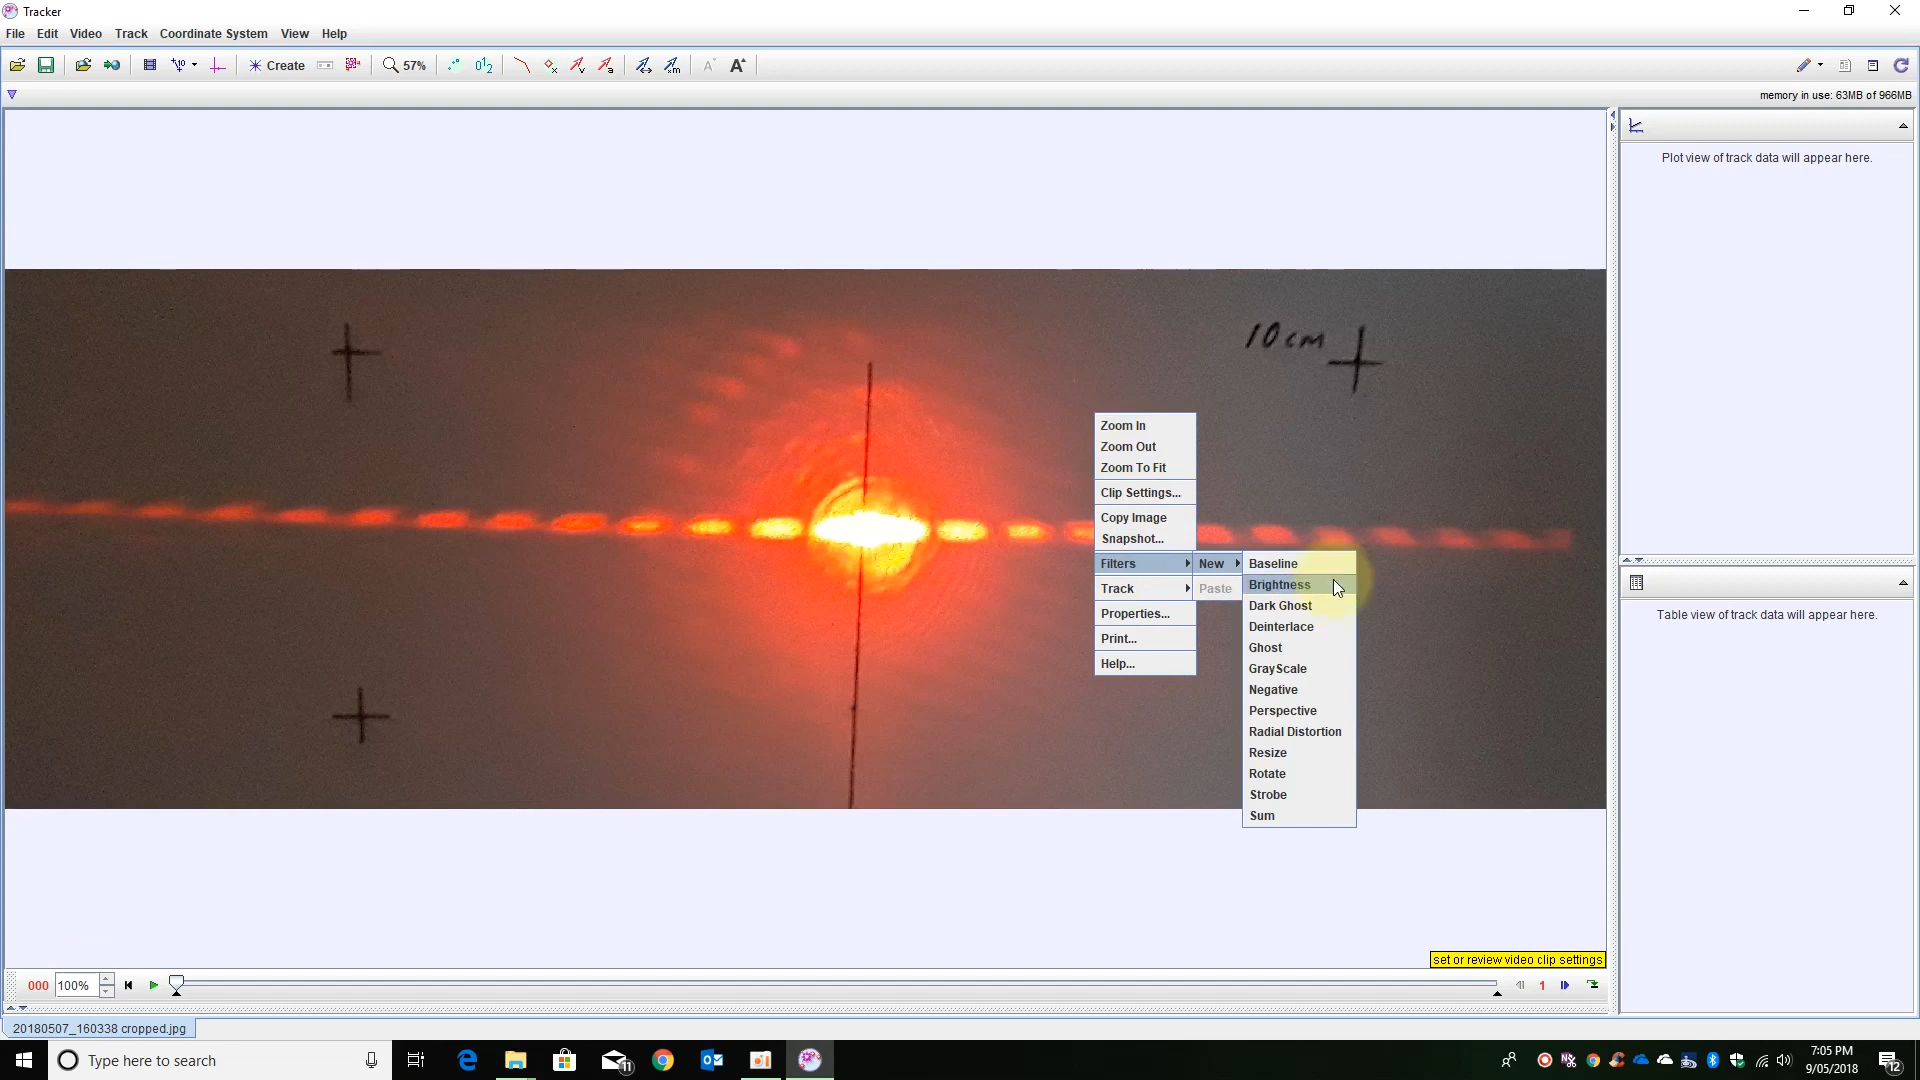 Tracker
File Edit Video Track Coordinate System View Help
Create 57%
memory in use: 63MB of 966MB
Plot view of track data will appear here.
10cm
Zoom In
Zoom Out
Zoom To Fit
Clip Settings...
Copy Image
Snapshot...
Filters
Track
Properties...
Print...
Help...
New
Paste
Baseline
Brightness
Dark Ghost
Deinterlace
Ghost
GrayScale
Negative
Perspective
Radial Distortion
Resize
Rotate
Strobe
Sum
Table view of track data will appear here.
set or review video clip settings
000 100% 1
20180507_160338 cropped.jpg
Type here to search
11
7:05 PM
9/05/2018
12